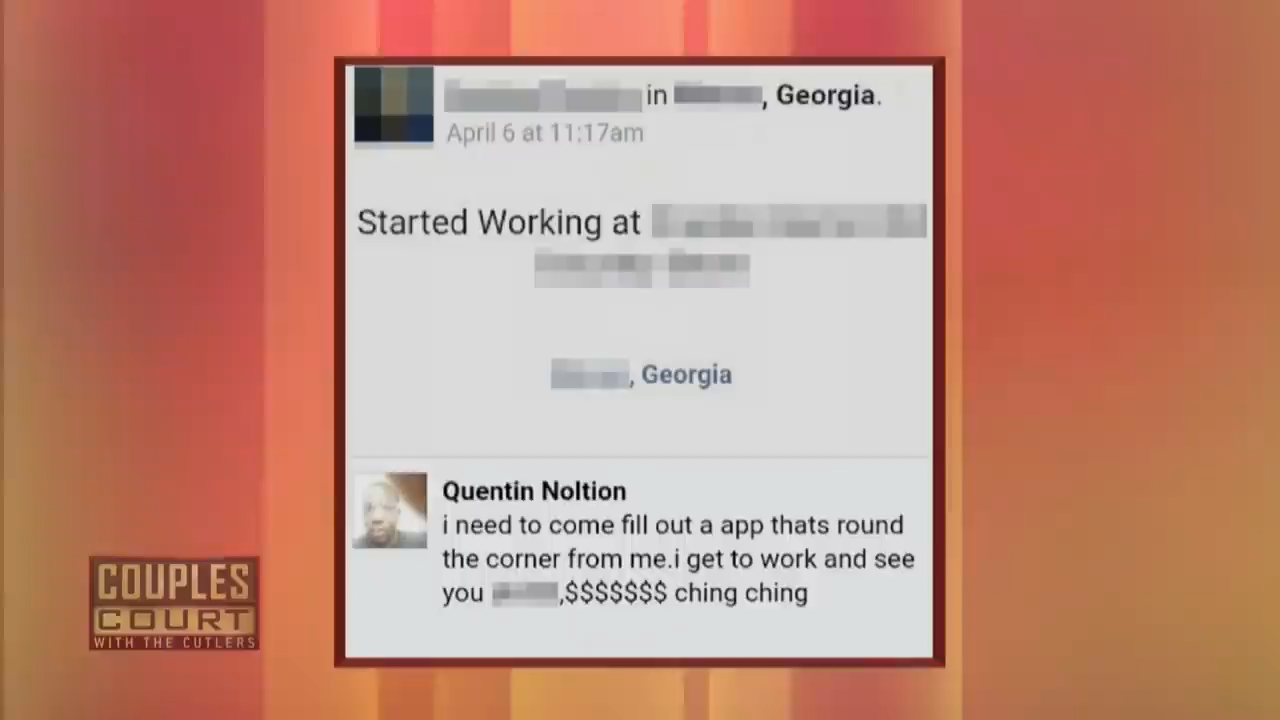 in , Georgia.
April 6 at 11:17am
Started Working at
, Georgia
Quentin Noltion
i need to come fill out a app thats round
the corner from me.i get to work and see
you ,$$$$$$$ ching ching
COUPLES
COURT
WITH THE CUTLERS